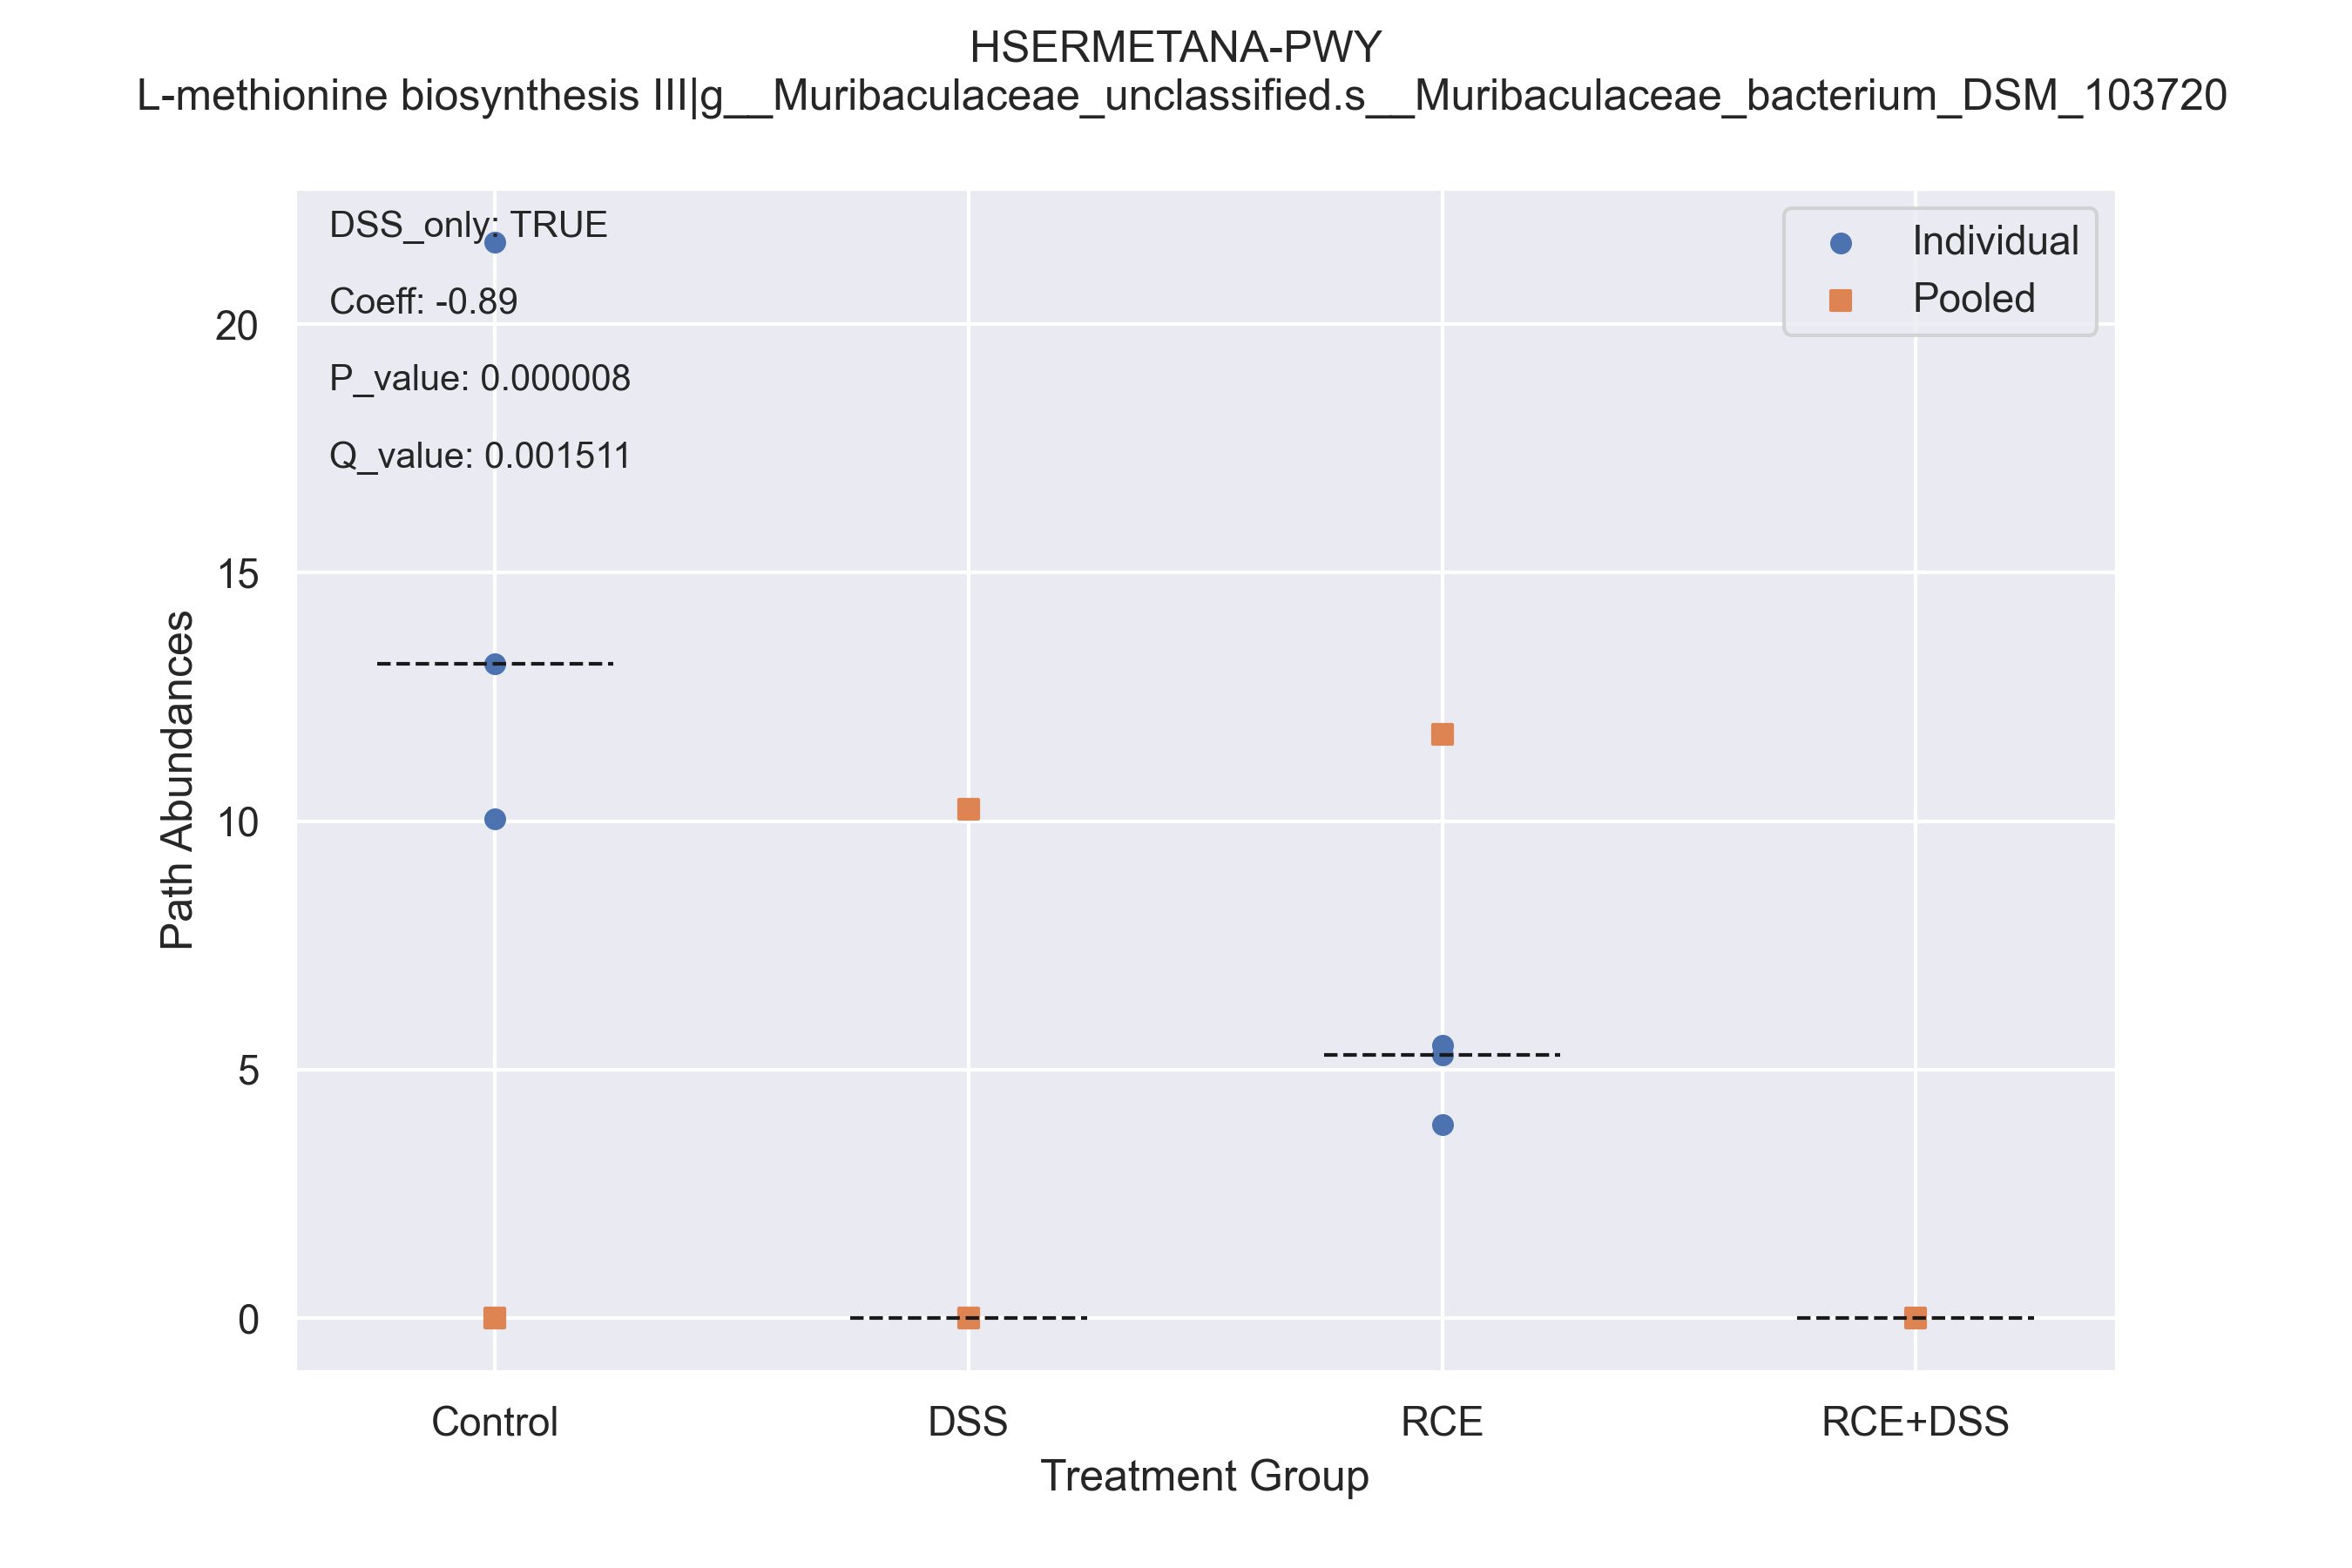 HSERMETANA-PWY
L-methionine biosynthesis III|g__Muribaculaceae_unclassified.s__Muribaculaceae_bacterium_DSM_103720
DSS_only: TRUE
Coeff: -0.89
P_value: 0.000008
Q_value: 0.001511
Individual
Pooled
Path Abundances
20
15
10
5
0
Control
DSS
RCE
RCE+DSS
Treatment Group